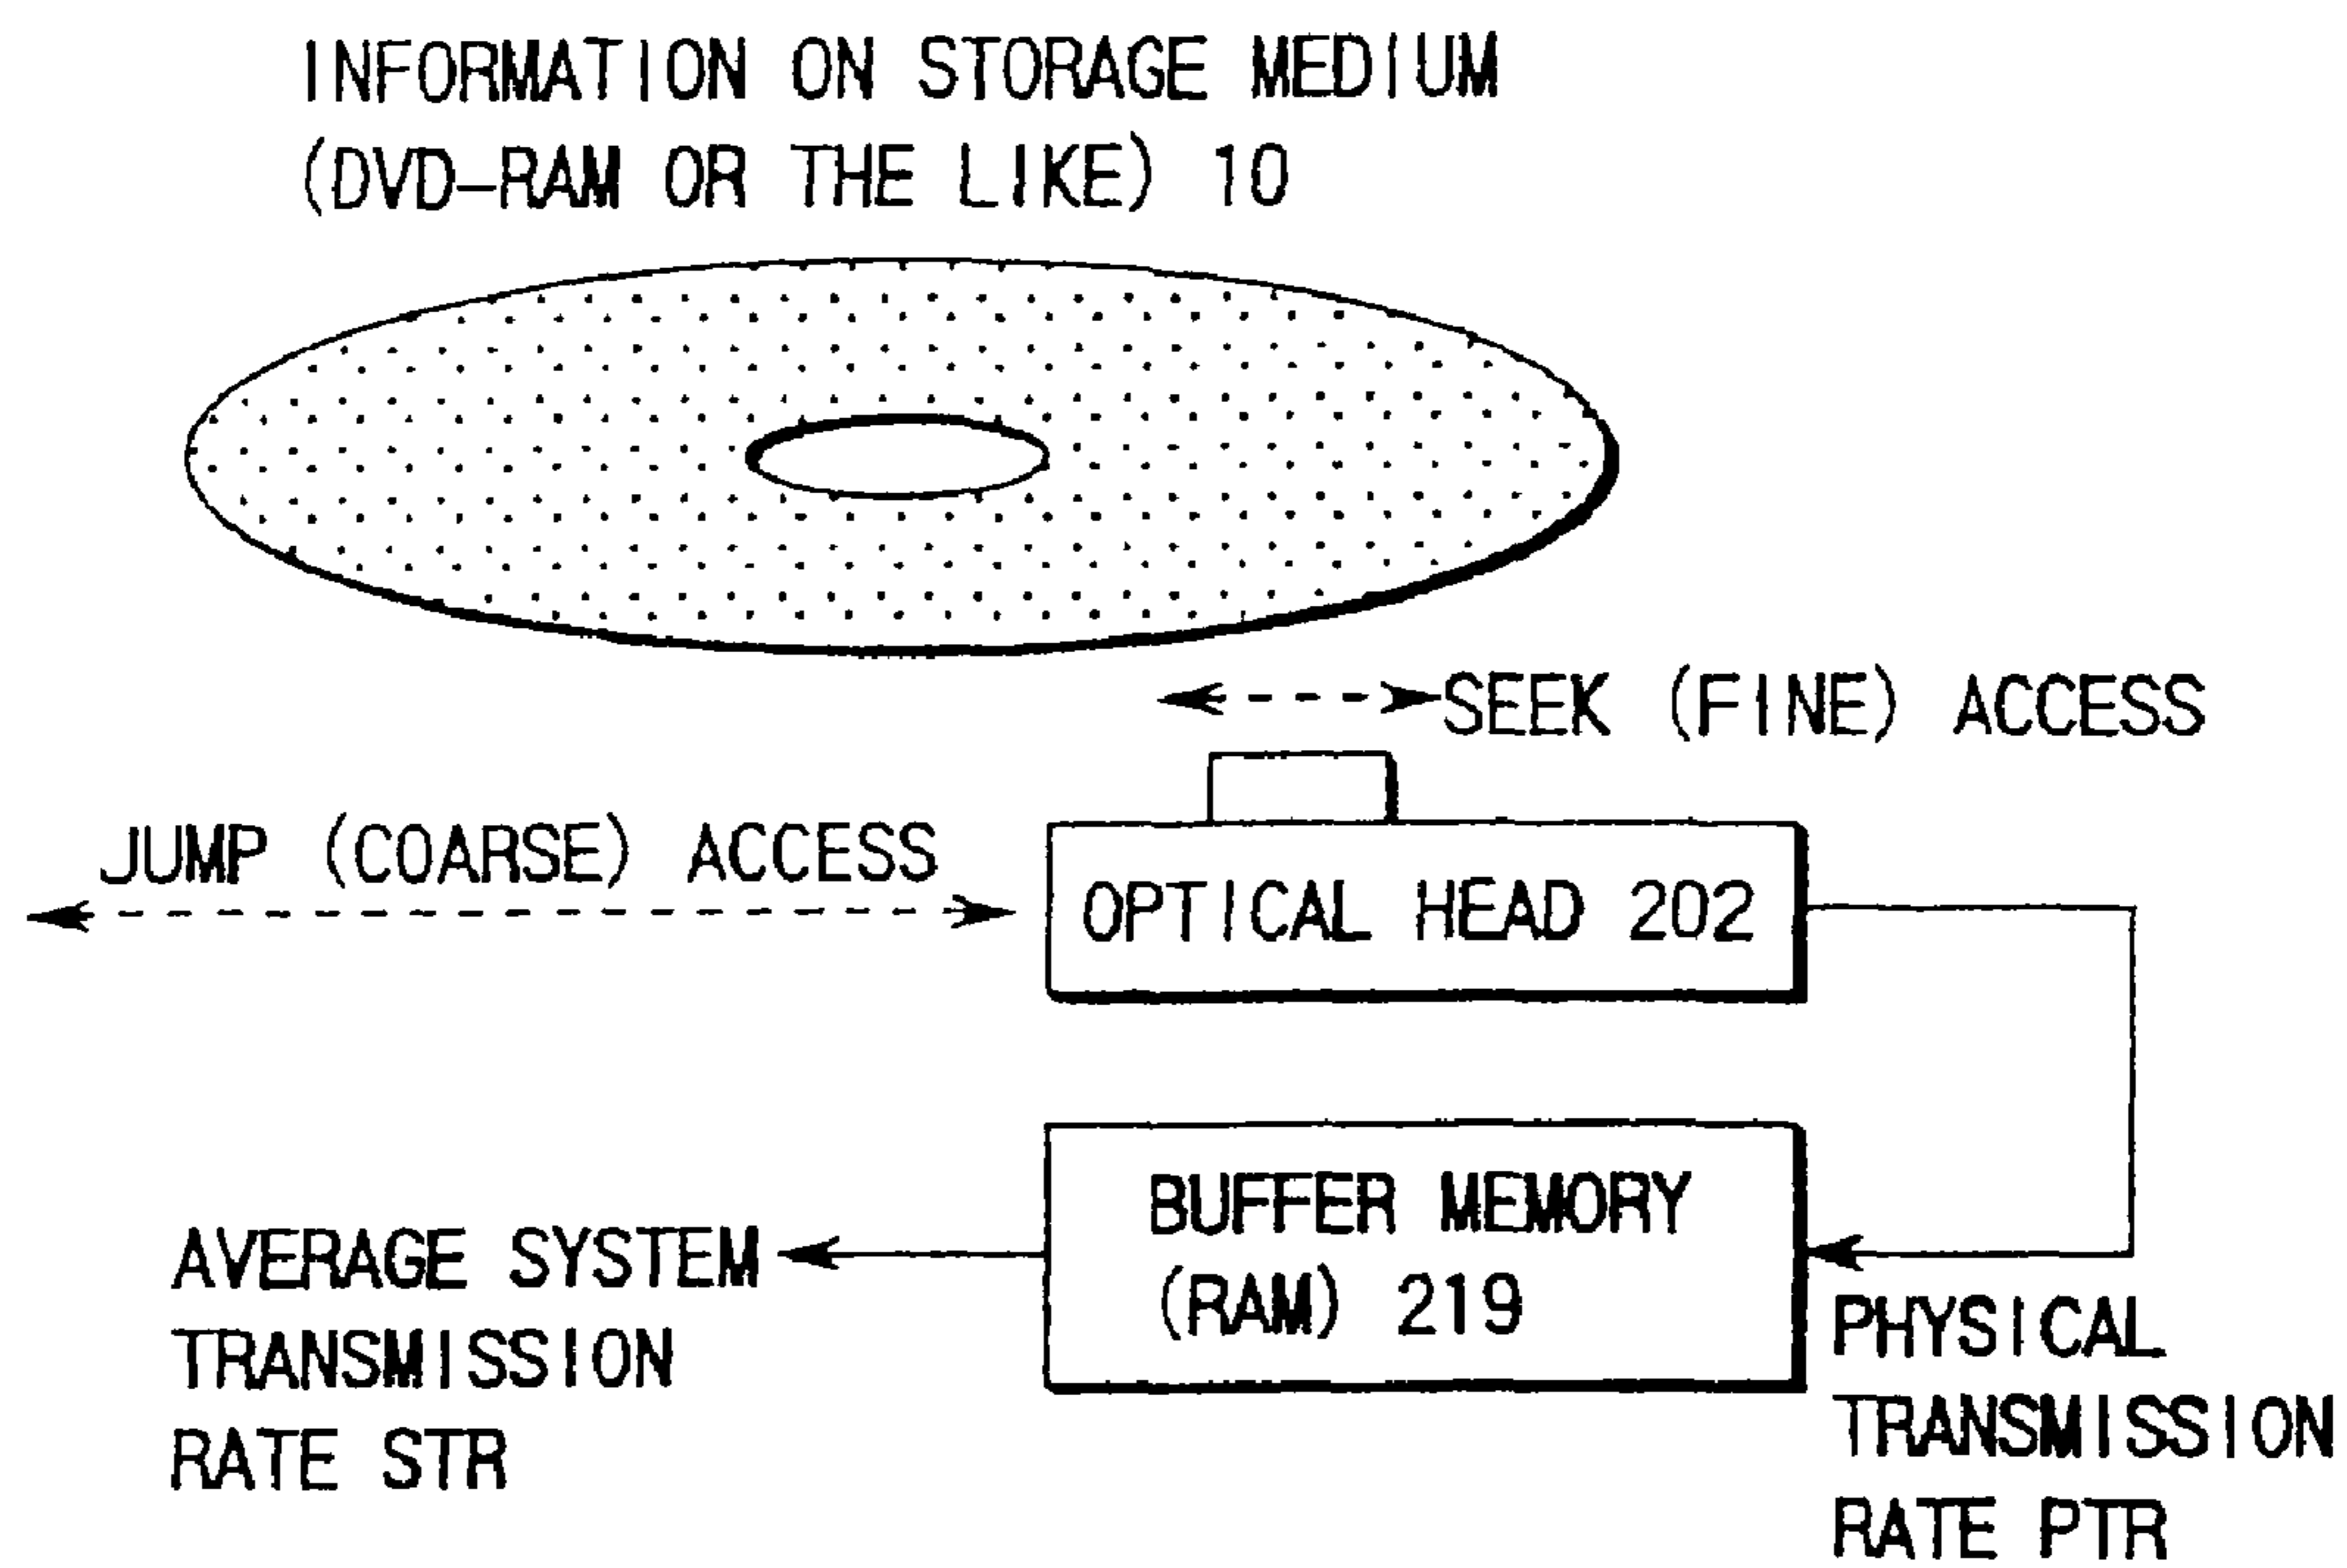 INFORMATION ON STORAGE MEDIUM
(DVD-RAM OR THE LIKE) 10
SEEK (FINE) ACCESS
JUMP (COARSE) ACCESS
OPTICAL HEAD 202
BUFFER MEMORY
(RAM) 219
AVERAGE SYSTEM
TRANSMISSION
RATE STR
PHYSICAL
TRANSMISSION
RATE PTR